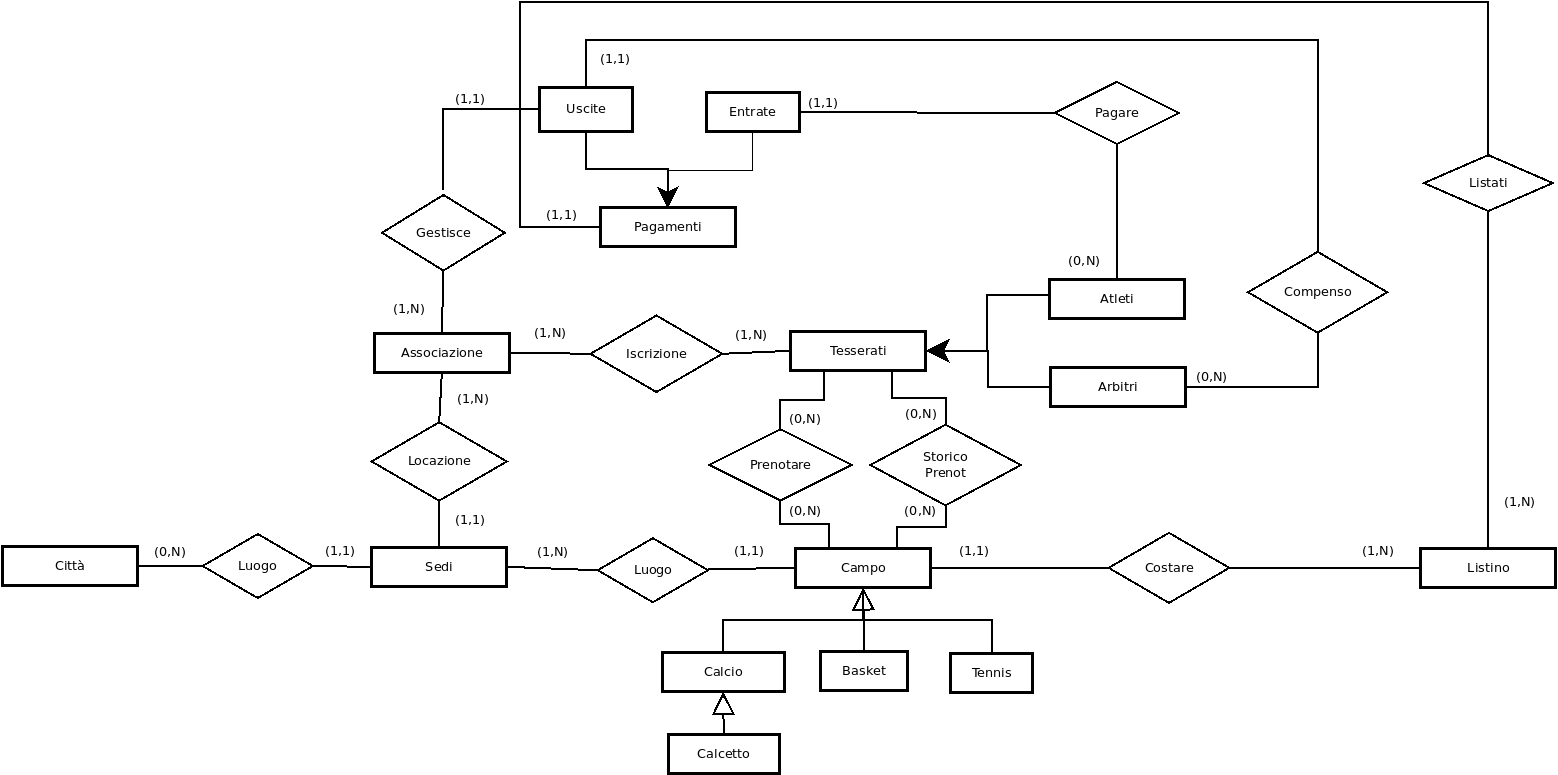 (1,1)
(1,1)
Uscite
Entrate
(1,1)
Pagare
Listati
(1,1)
Pagamenti
Gestisce
(0,N)
Atleti
Compenso
(1,N)
Associazione
(1,N)
Iscrizione
(1,N)
Tesserati
Arbitri
(0,N)
(1,N)
(0,N)
(0,N)
Locazione
Prenotare
Storico
Prenot
(1,1)
(0,N)
(0,N)
(1,N)
Città
(0,N)
Luogo
(1,1)
Sedi
(1,N)
Luogo
(1,1)
Campo
(1,1)
Costare
(1,N)
Listino
Calcio
Basket
Tennis
Calcetto